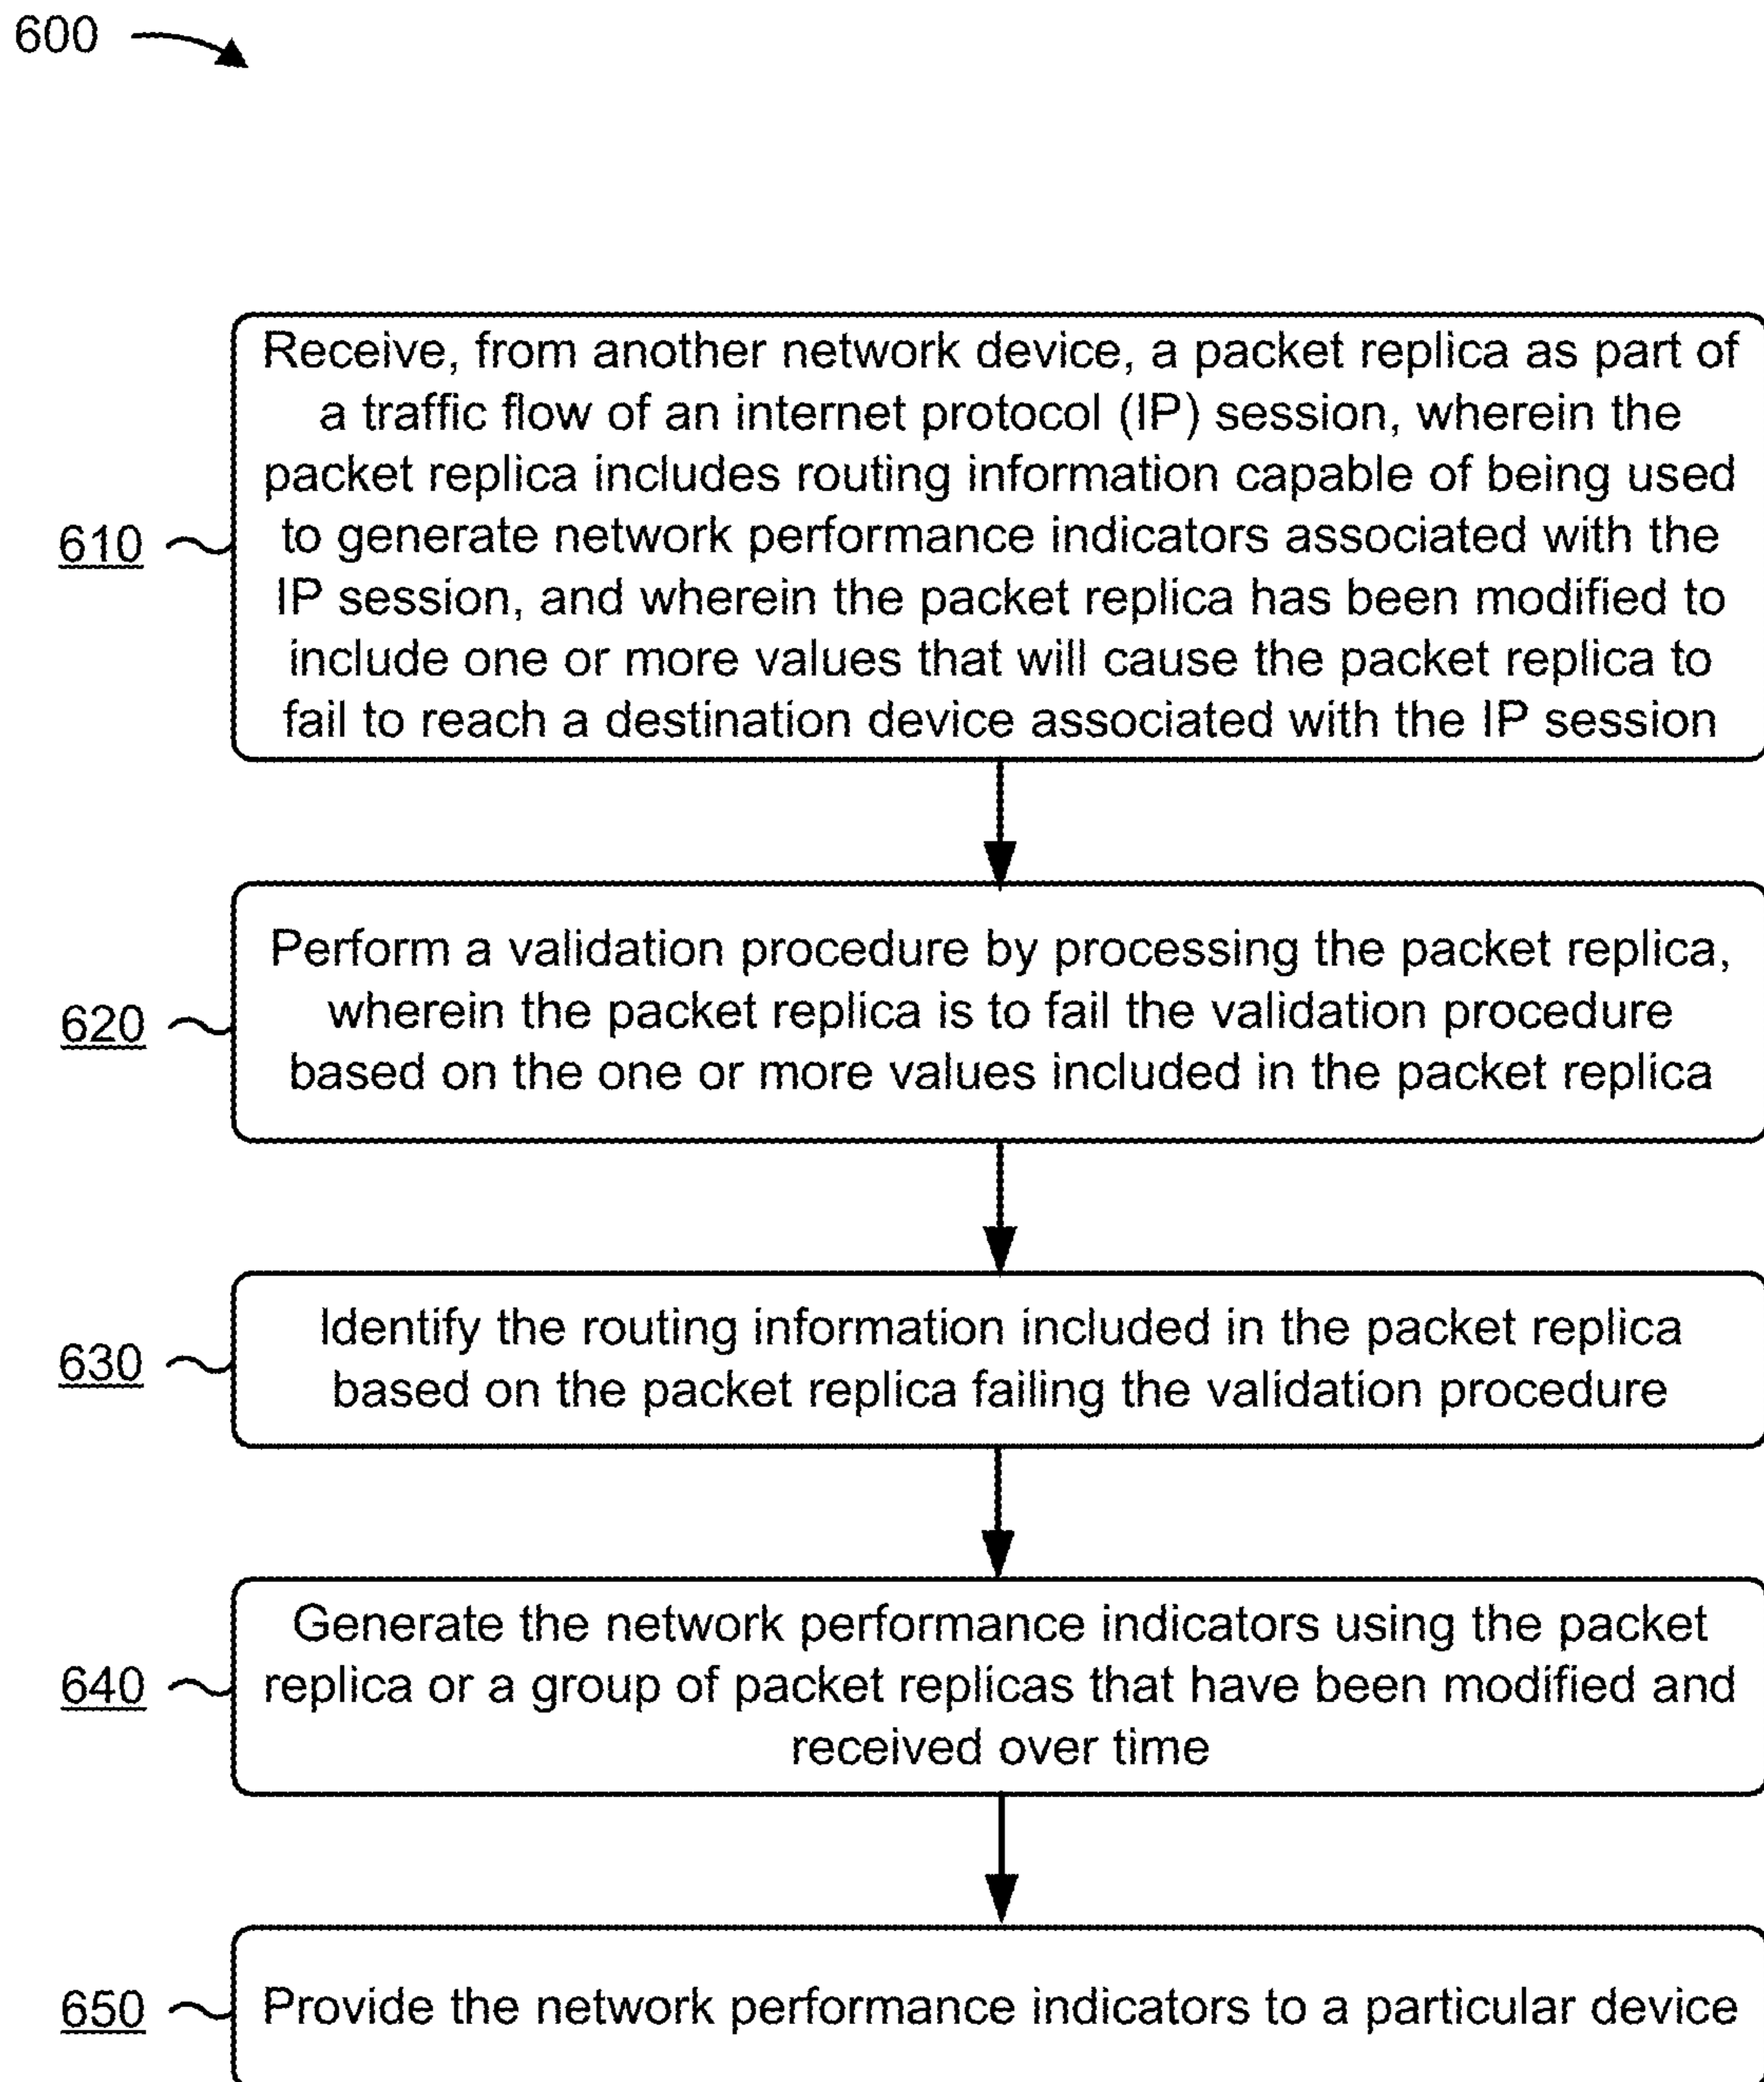 600
Receive, from another network device, a packet replica as part of
a traffic flow of an internet protocol (IP) session, wherein the
packet replica includes routing information capable of being used
to generate network performance indicators associated with the
IP session, and wherein the packet replica has been modified to
include one or more values that will cause the packet replica to
fail to reach a destination device associated with the IP session
610
Perform a validation procedure by processing the packet replica,
wherein the packet replica is to fail the validation procedure
based on the one or more values included in the packet replica
620
Identify the routing information included in the packet replica
based on the packet replica failing the validation procedure
630
Generate the network performance indicators using the packet
replica or a group of packet replicas that have been modified and
received over time
640
Provide the network performance indicators to a particular device
650